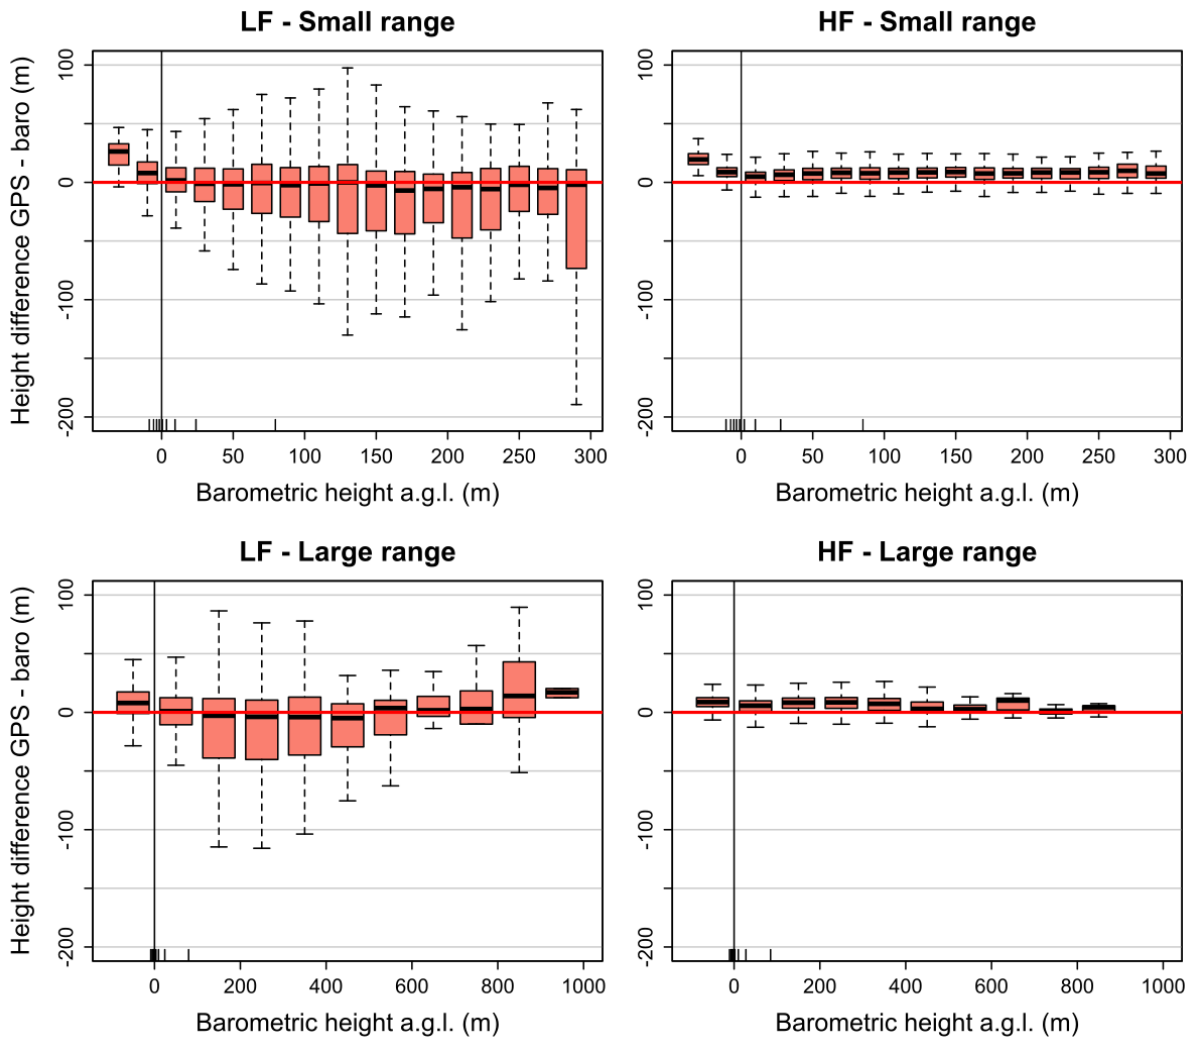 LF - Small range
Height difference GPS - baro (m)
100
0
-100
-200
0 50 100 150 200 250 300
Barometric height a.g.l. (m)
HF - Small range
100
0
-100
-200
0 50 100 150 200 250 300
Barometric height a.g.l. (m)
LF - Large range
Height difference GPS - baro (m)
100
0
-100
-200
0 200 400 600 800 1000
Barometric height a.g.l. (m)
HF - Large range
100
0
-100
-200
0 200 400 600 800 1000
Barometric height a.g.l. (m)